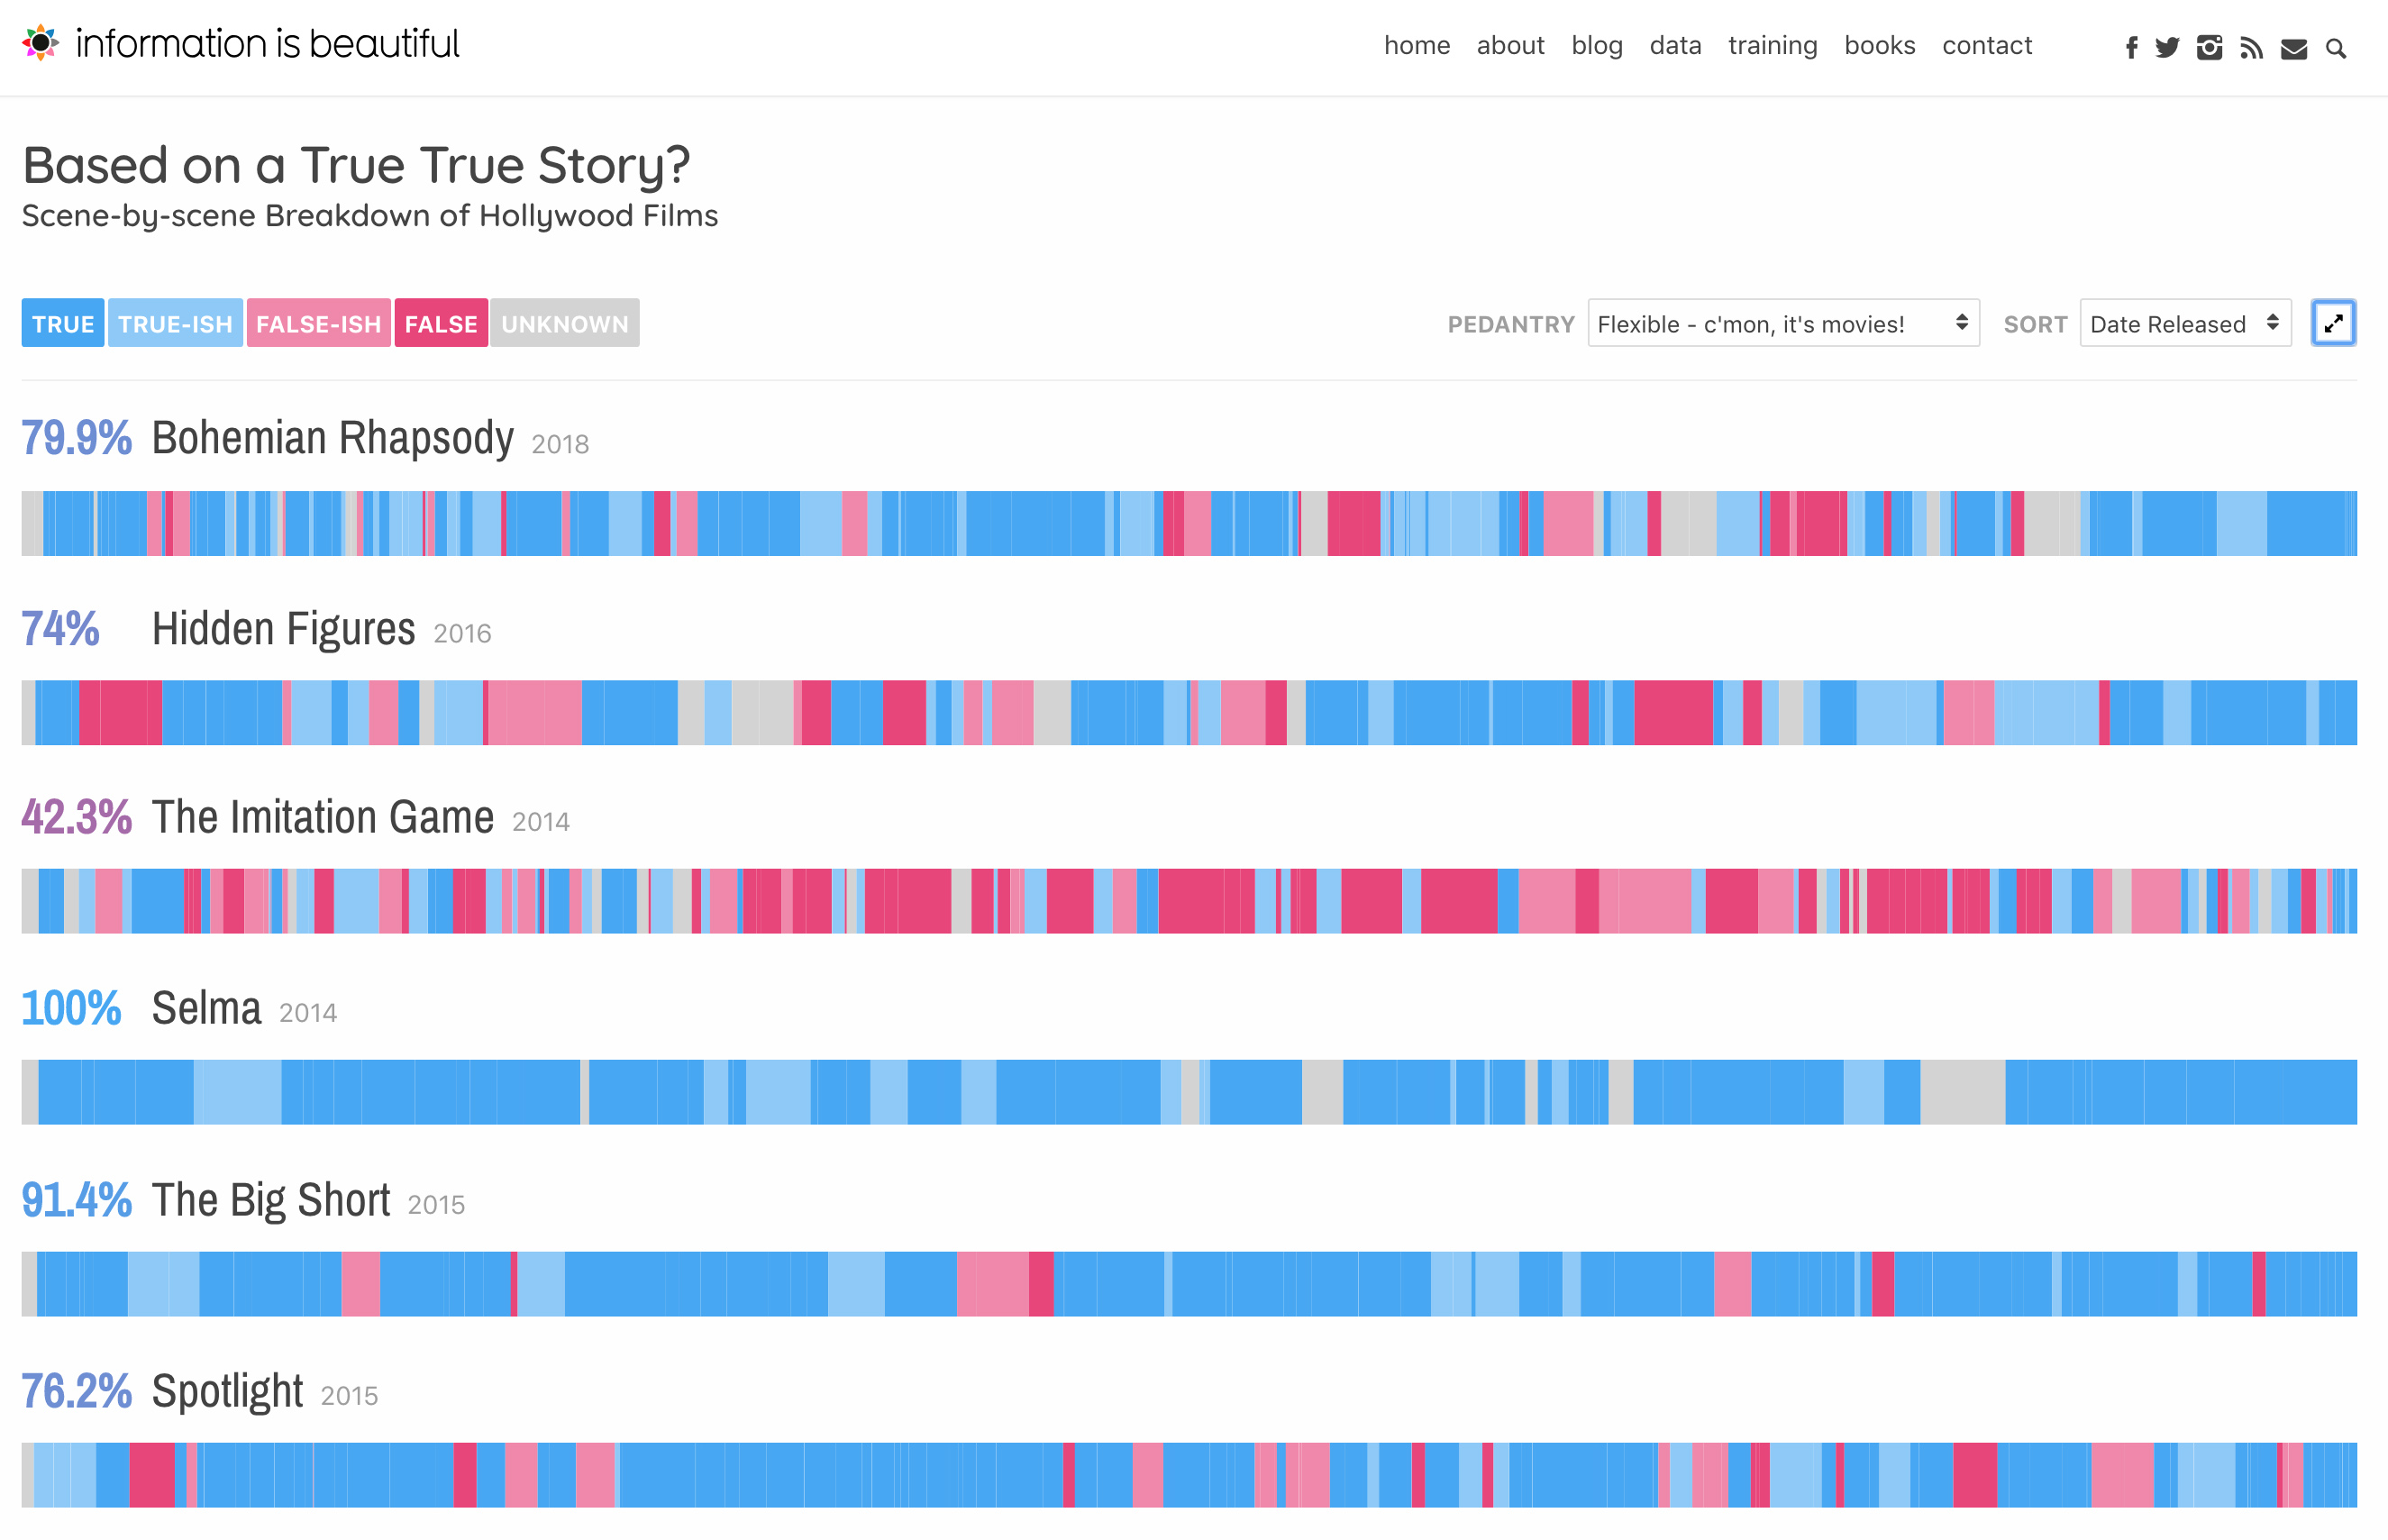 information is beautiful
home about blog data training books contact
Based on a True True Story?
Scene-by-scene Breakdown of Hollywood Films
TRUE TRUE-ISH FALSE-ISH FALSE UNKNOWN
PEDANTRY Flexible - c'mon, it's movies! SORT Date Released
79.9% Bohemian Rhapsody 2018
74% Hidden Figures 2016
42.3% The Imitation Game 2014
100% Selma 2014
91.4% The Big Short 2015
76.2% Spotlight 2015